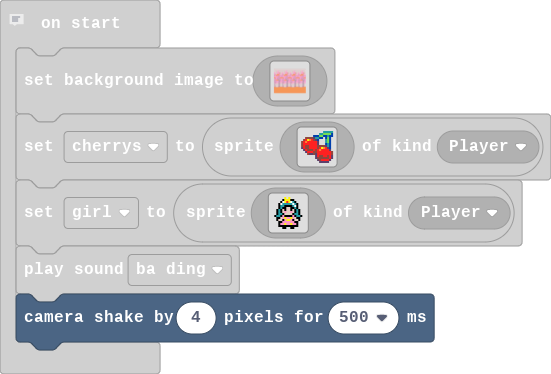 on start
set background image to
set cherrys to sprite of kind Player
set girl to sprite of kind Player
play sound ba ding
camera shake by 4 pixels for 500 ms